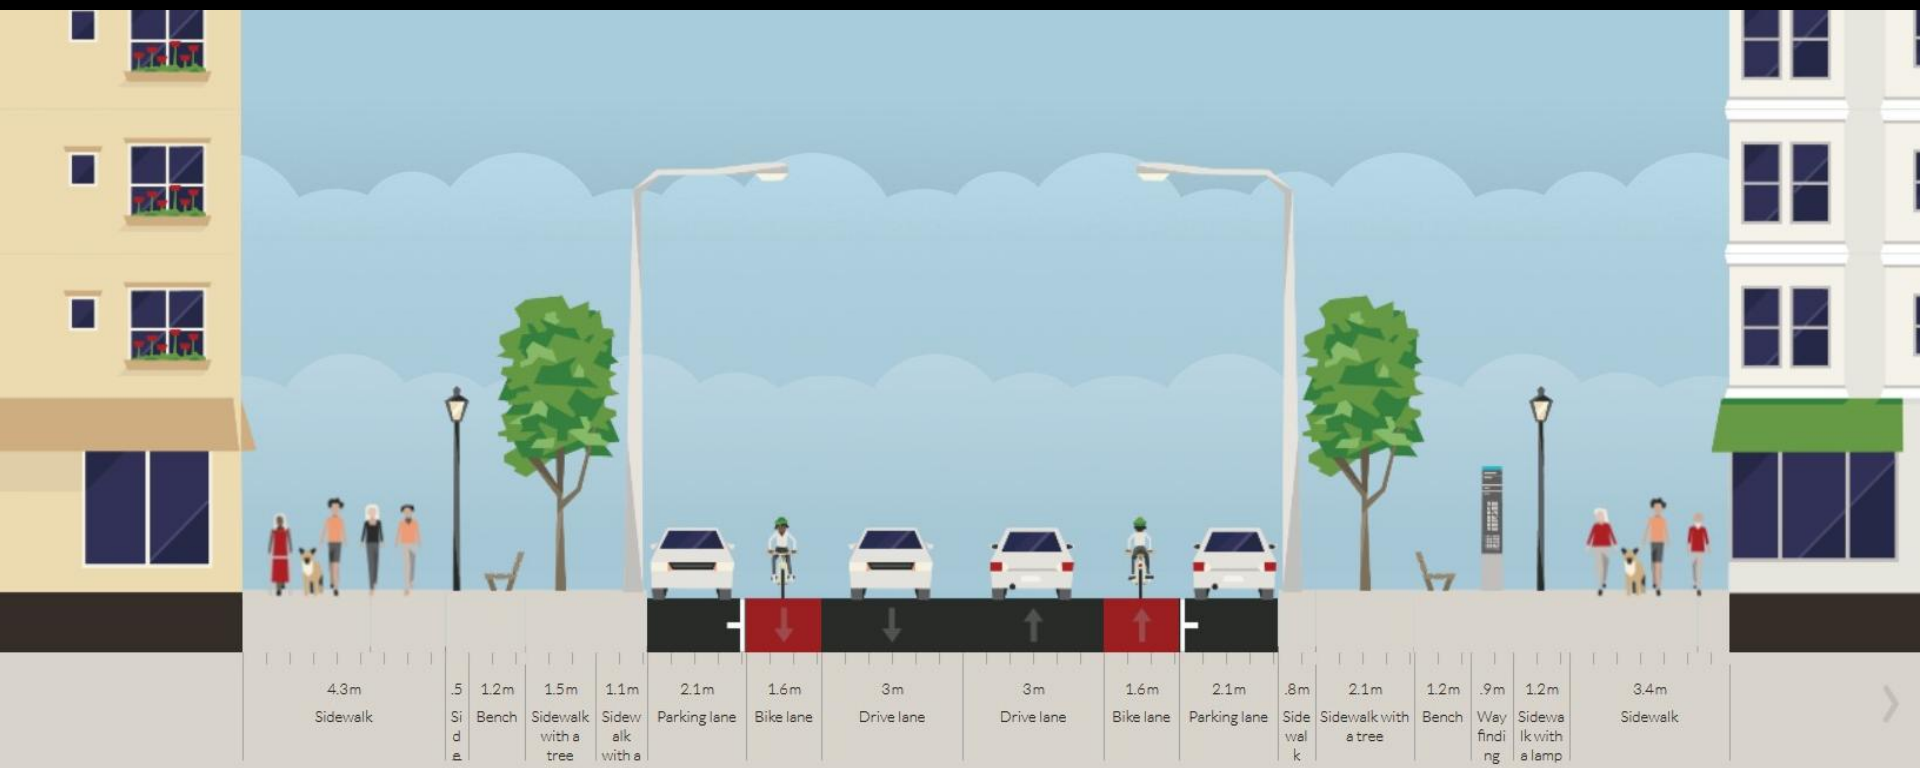 4.3m
Sidewalk
.5
Si
d
e
1.2m
Bench
1.5m
Sidewalk
with a
tree
1.1m
Sidew
alk
with a
2.1m
Parking lane
1.6m
Bike lane
3m
Drive lane
3m
Drive lane
1.6m
Bike lane
2.1m
Parking lane
.8m
Side
wal
k
2.1m
Sidewalk with
a tree
1.2m
Bench
.9m
Way
findi
ng
1.2m
Sidewa
lk with
a lamp
3.4m
Sidewalk